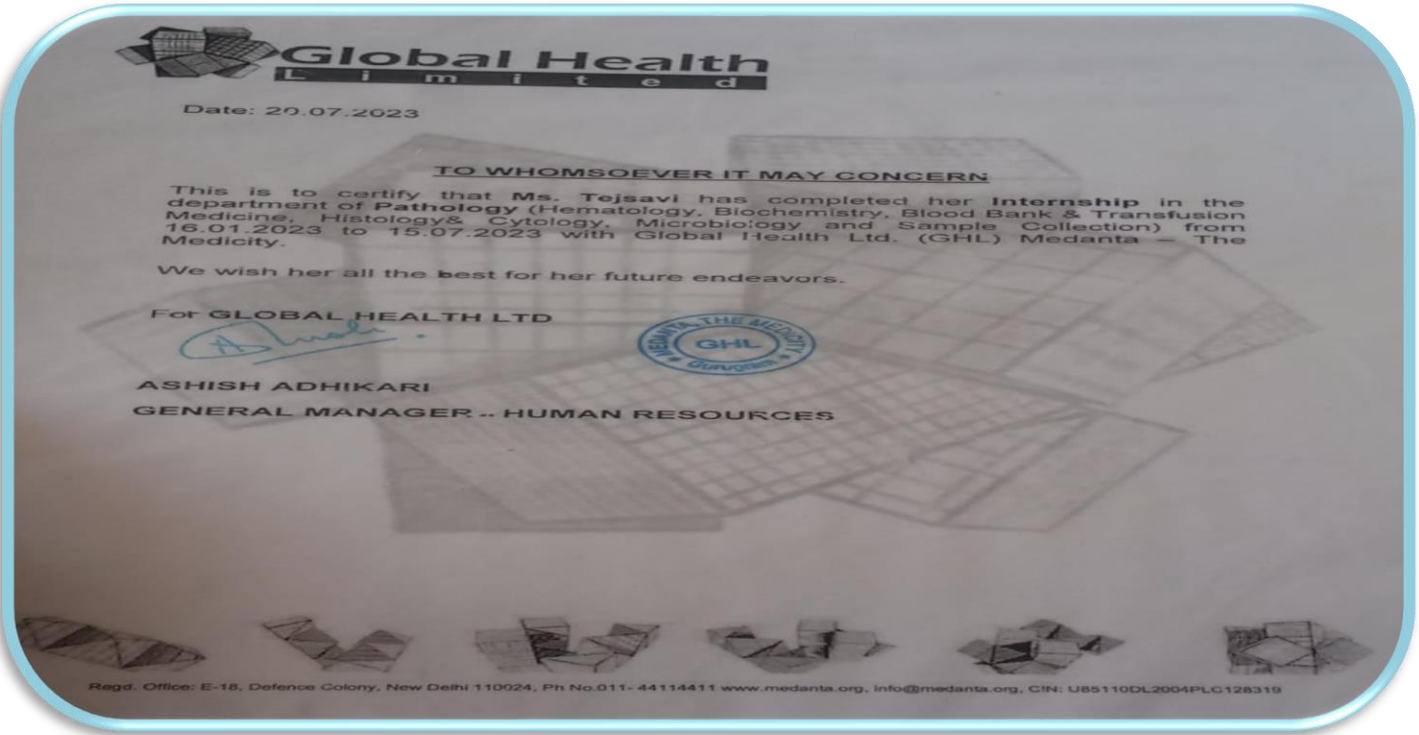 Global Health
Limited
Date: 20.07.2023
TO WHOMSOEVER IT MAY CONCERN
This is to certify that Ms. Tejsavi has completed her Internship in the
department of Pathology (Hematology, Biochemistry, Blood Bank & Transfusion
Medicine, Histology& Cytology, Microbiology and Sample Collection) from
16.01.2023 to 15.07.2023 with Global Health Ltd. (GHL) Medanta – The
Medicity.
We wish her all the best for her future endeavors.
For GLOBAL HEALTH LTD
MEDANTA, THE MEDICITY
GHL
Gurugram
ASHISH ADHIKARI
GENERAL MANAGER – HUMAN RESOURCES
Regd. Office: E-18, Defence Colony, New Delhi 110024, Ph No.011- 44114411 www.medanta.org, info@medanta.org, CIN: U85110DL2004PLC128319